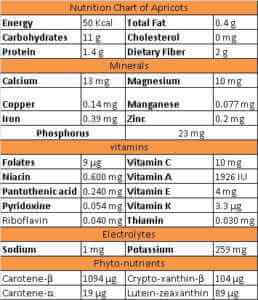 Nutrition Chart of Apricots
Energy 50 Kcal Total Fat 0.4 g
Carbohydrates 11 g Cholesterol 0 mg
Protein 1.4 g Dietary Fiber 2 g
Minerals
Calcium 13 mg Magnesium 10 mg
Copper 0.14 mg Manganese 0.077 mg
Iron 0.39 mg Zinc 0.2 mg
Phosphorus 23 mg
vitamins
Folates 9 µg Vitamin C 10 mg
Niacin 0.600 mg Vitamin A 1926 IU
Pantothenic acid 0.240 mg Vitamin E 4 mg
Pyridoxine 0.054 mg Vitamin K 3.3 µg
Riboflavin 0.040 mg Thiamin 0.030 mg
Electrolytes
Sodium 1 mg Potassium 259 mg
Phyto-nutrients
Carotene-β 1094 µg Crypto-xanthin-β 104 µg
Carotene-α 19 µg Lutein-zeaxanthin 89 µg